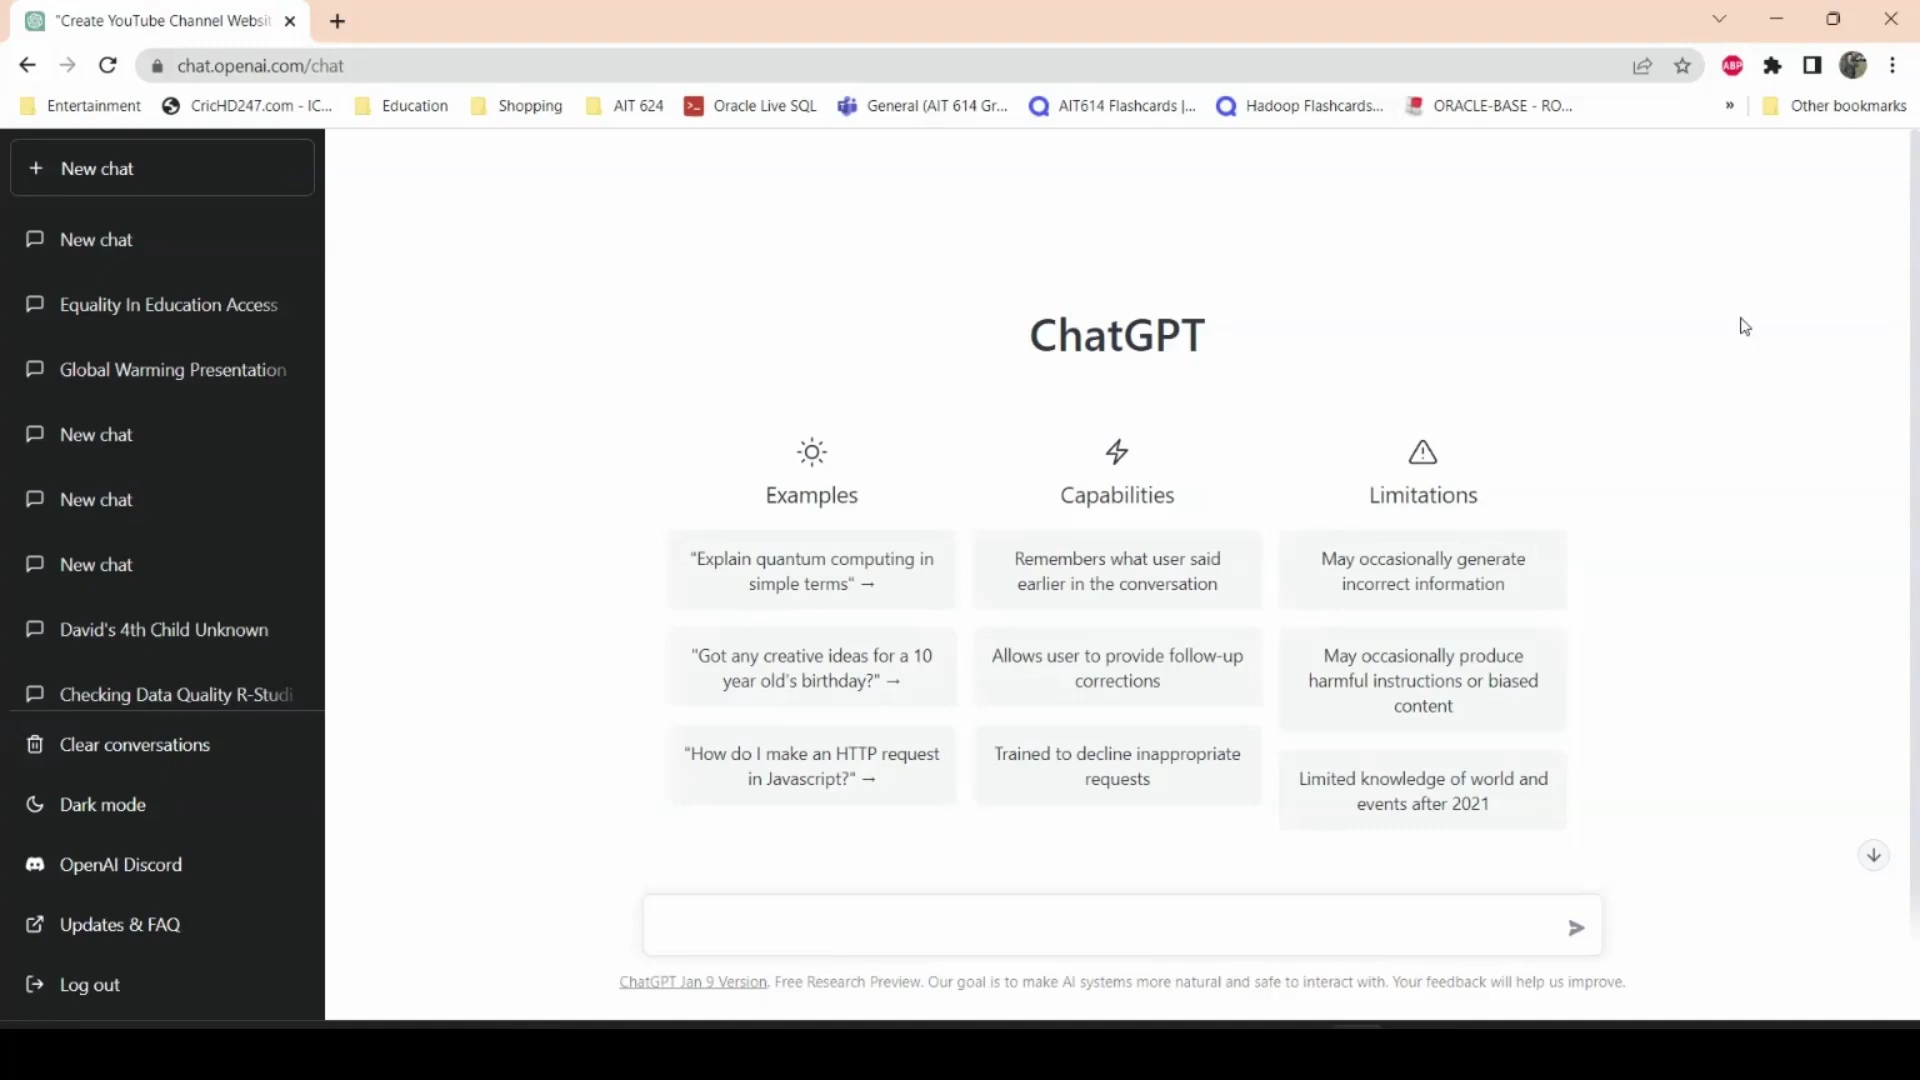 "Create YouTube Channel Websit
chat.openai.com/chat
ABP
Entertainment
CricHD247.com - IC...
Education
Shopping
AIT 624
Oracle Live SQL
General (AIT 614 Gr...
AIT614 Flashcards |...
Hadoop Flashcards...
ORACLE-BASE - RO...
»
Other bookmarks
+ New chat
New chat
Equality In Education Access
Global Warming Presentation
New chat
New chat
New chat
David's 4th Child Unknown
Checking Data Quality R-Studi
Clear conversations
Dark mode
OpenAI Discord
Updates & FAQ
Log out
ChatGPT
Examples
"Explain quantum computing in
simple terms" →
"Got any creative ideas for a 10
year old's birthday?" →
"How do I make an HTTP request
in Javascript?" →
Capabilities
Remembers what user said
earlier in the conversation
Allows user to provide follow-up
corrections
Trained to decline inappropriate
requests
Limitations
May occasionally generate
incorrect information
May occasionally produce
harmful instructions or biased
content
Limited knowledge of world and
events after 2021
ChatGPT Jan 9 Version. Free Research Preview. Our goal is to make AI systems more natural and safe to interact with. Your feedback will help us improve.